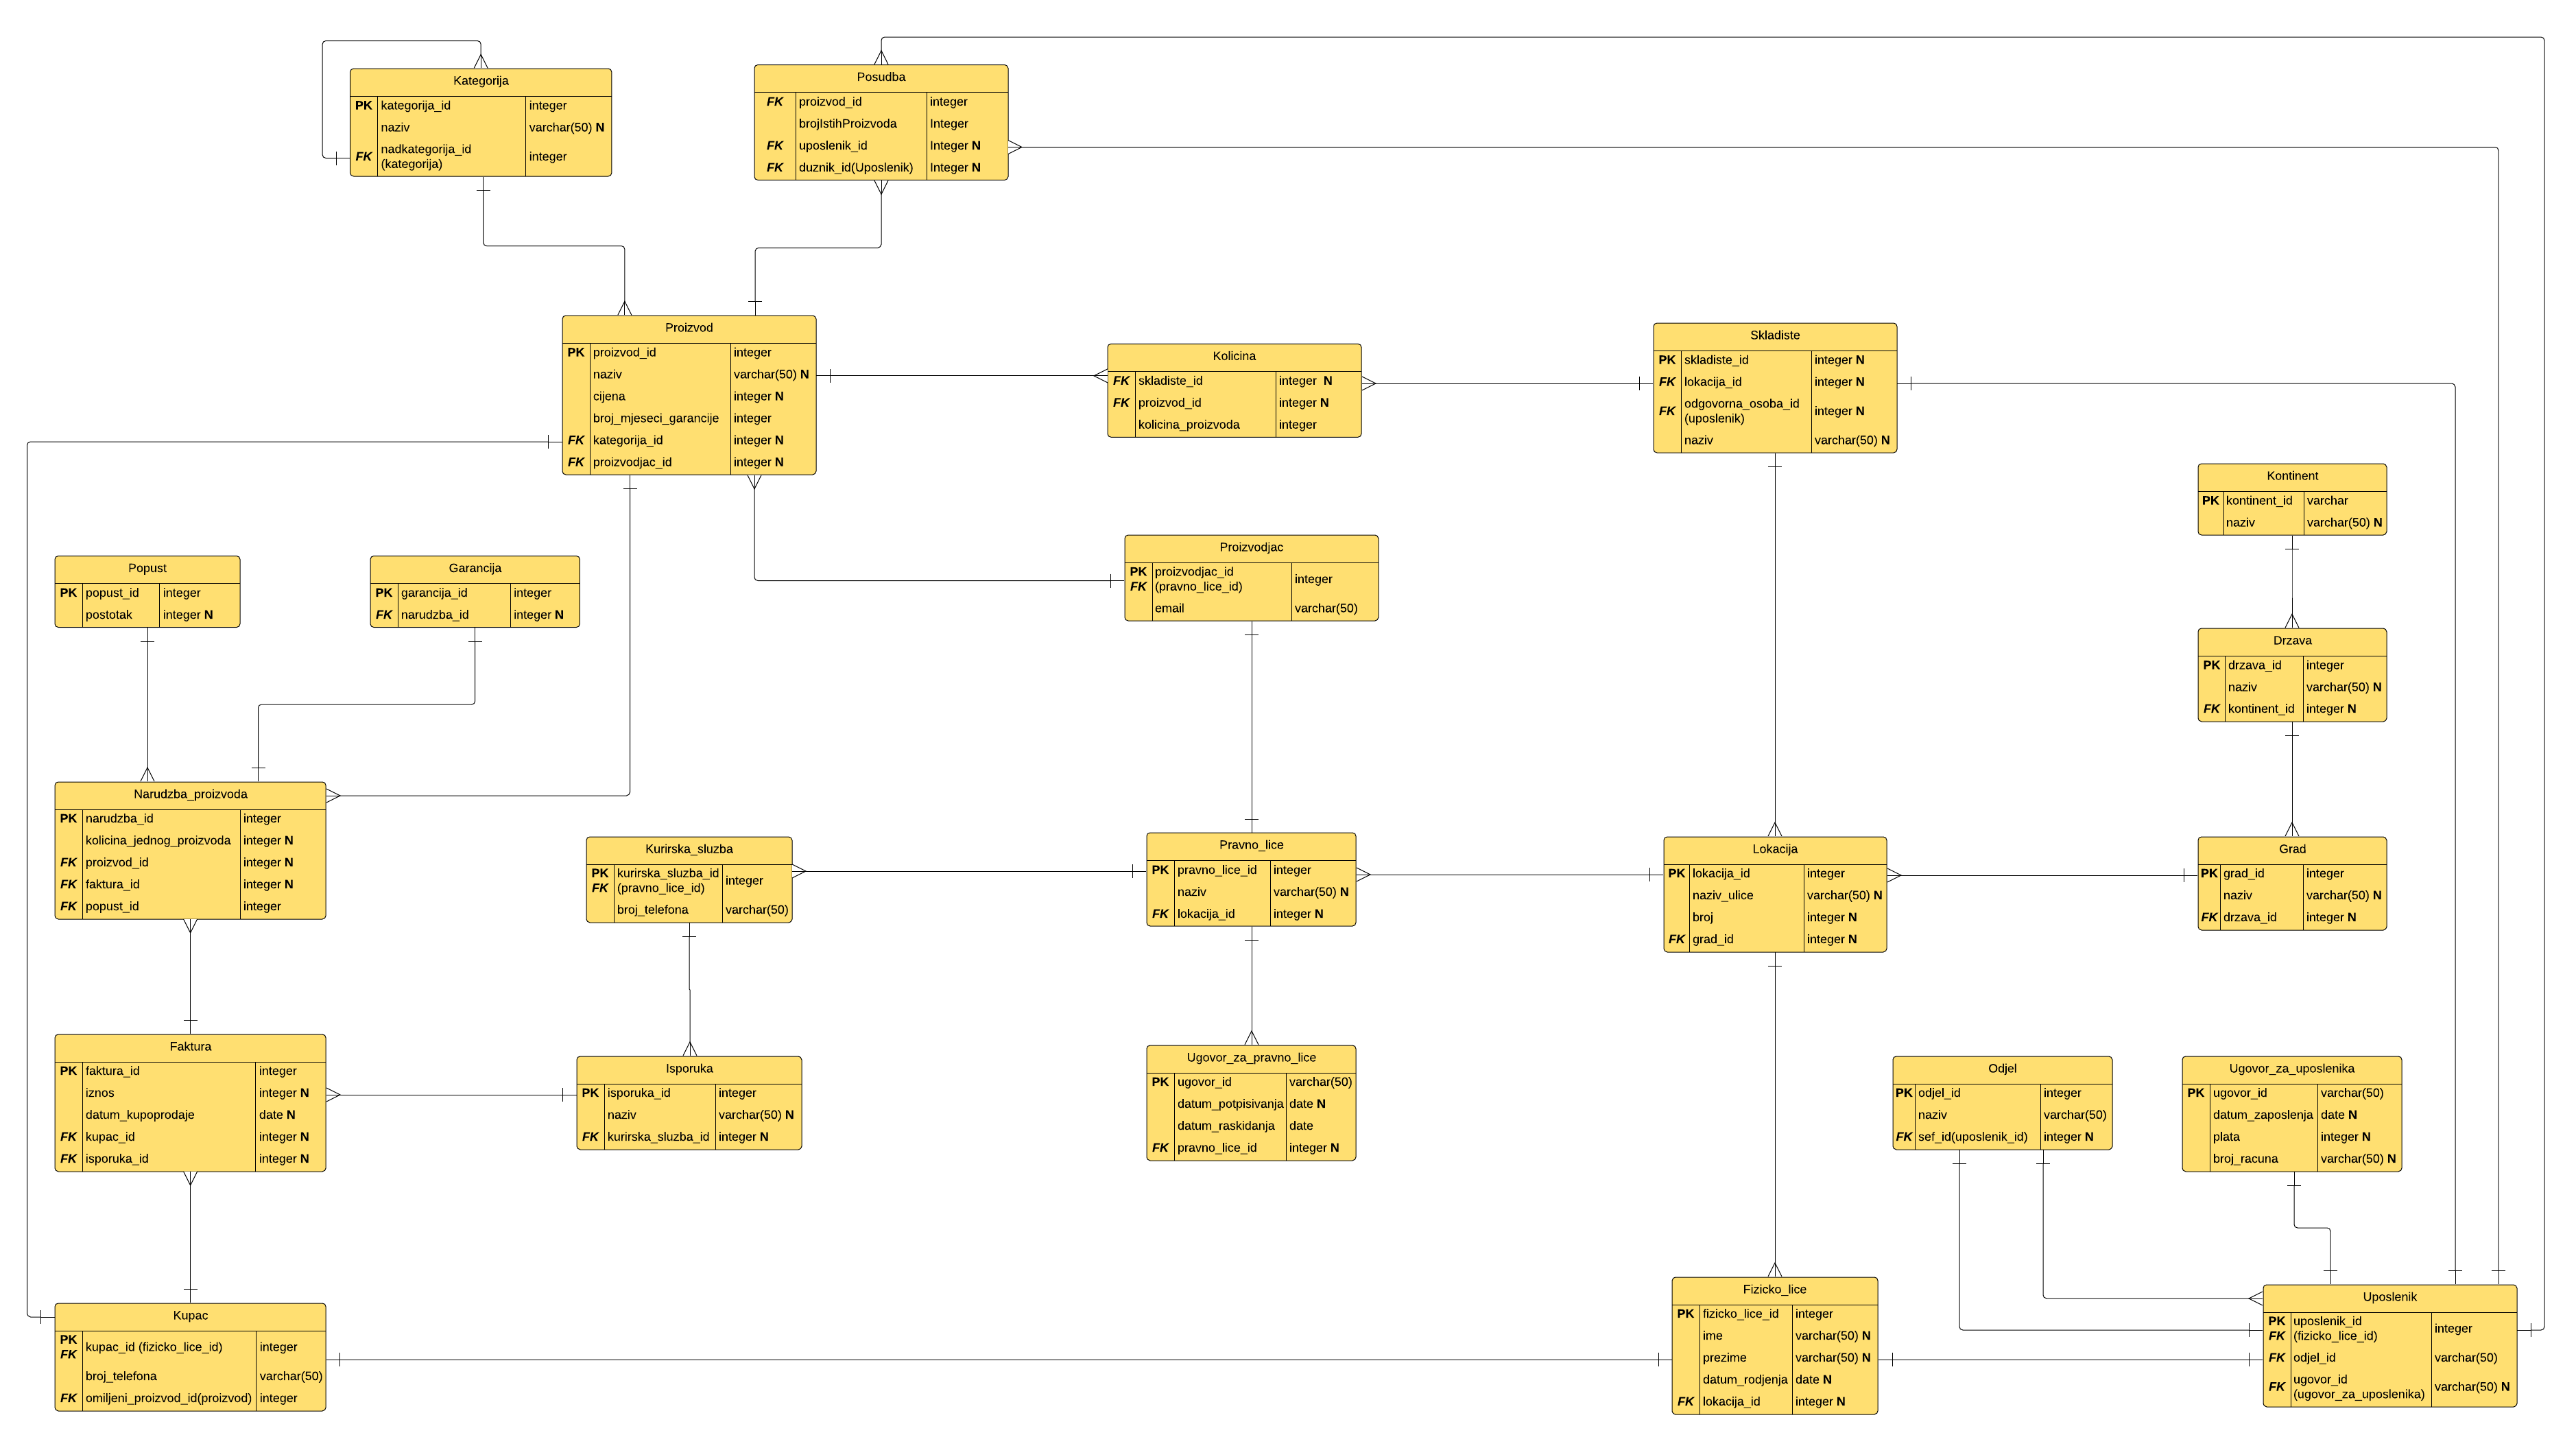 Kategorija
PK kategorija_id integer
naziv varchar(50) N
FK nadkategorija_id (kategorija) integer
Posudba
FK proizvod_id integer
brojIstihProizvoda Integer
FK uposlenik_id Integer N
FK duznik_id(Uposlenik) Integer N
Proizvod
PK proizvod_id integer
naziv varchar(50) N
cijena integer N
broj_mjeseci_garancije integer
FK kategorija_id integer N
FK proizvodjac_id integer N
Kolicina
FK skladiste_id integer N
FK proizvod_id integer N
kolicina_proizvoda integer
Skladiste
PK skladiste_id integer N
FK lokacija_id integer N
FK odgovorna_osoba_id (uposlenik) integer N
naziv varchar(50) N
Kontinent
PK kontinent_id varchar
naziv varchar(50) N
Popust
PK popust_id integer
postotak integer N
Garancija
PK garancija_id integer
FK narudzba_id integer N
Proizvodjac
PK FK proizvodjac_id (pravno_lice_id) integer
email varchar(50)
Drzava
PK drzava_id integer
naziv varchar(50) N
FK kontinent_id integer N
Narudzba_proizvoda
PK narudzba_id integer
kolicina_jednog_proizvoda integer N
FK proizvod_id integer N
FK faktura_id integer N
FK popust_id integer
Kurirska_sluzba
PK FK kurirska_sluzba_id (pravno_lice_id) integer
broj_telefona varchar(50)
Pravno_lice
PK pravno_lice_id integer
naziv varchar(50) N
FK lokacija_id integer N
Lokacija
PK lokacija_id integer
naziv_ulice varchar(50) N
broj integer N
FK grad_id integer N
Grad
PK grad_id integer
naziv varchar(50) N
FK drzava_id integer N
Faktura
PK faktura_id integer
iznos integer N
datum_kupoprodaje date N
FK kupac_id integer N
FK isporuka_id integer N
Isporuka
PK isporuka_id integer
naziv varchar(50) N
FK kurirska_sluzba_id integer N
Ugovor_za_pravno_lice
PK ugovor_id varchar(50)
datum_potpisivanja date N
datum_raskidanja date
FK pravno_lice_id integer N
Odjel
PK odjel_id integer
naziv varchar(50)
FK sef_id(uposlenik_id) integer N
Ugovor_za_uposlenika
PK ugovor_id varchar(50)
datum_zaposlenja date N
plata integer N
broj_racuna varchar(50) N
Kupac
PK FK kupac_id (fizicko_lice_id) integer
broj_telefona varchar(50)
FK omiljeni_proizvod_id(proizvod) integer
Fizicko_lice
PK fizicko_lice_id integer
ime varchar(50) N
prezime varchar(50) N
datum_rodjenja date N
FK lokacija_id integer N
Uposlenik
PK FK uposlenik_id (fizicko_lice_id) integer
FK odjel_id varchar(50)
FK ugovor_id (ugovor_za_uposlenika) varchar(50) N